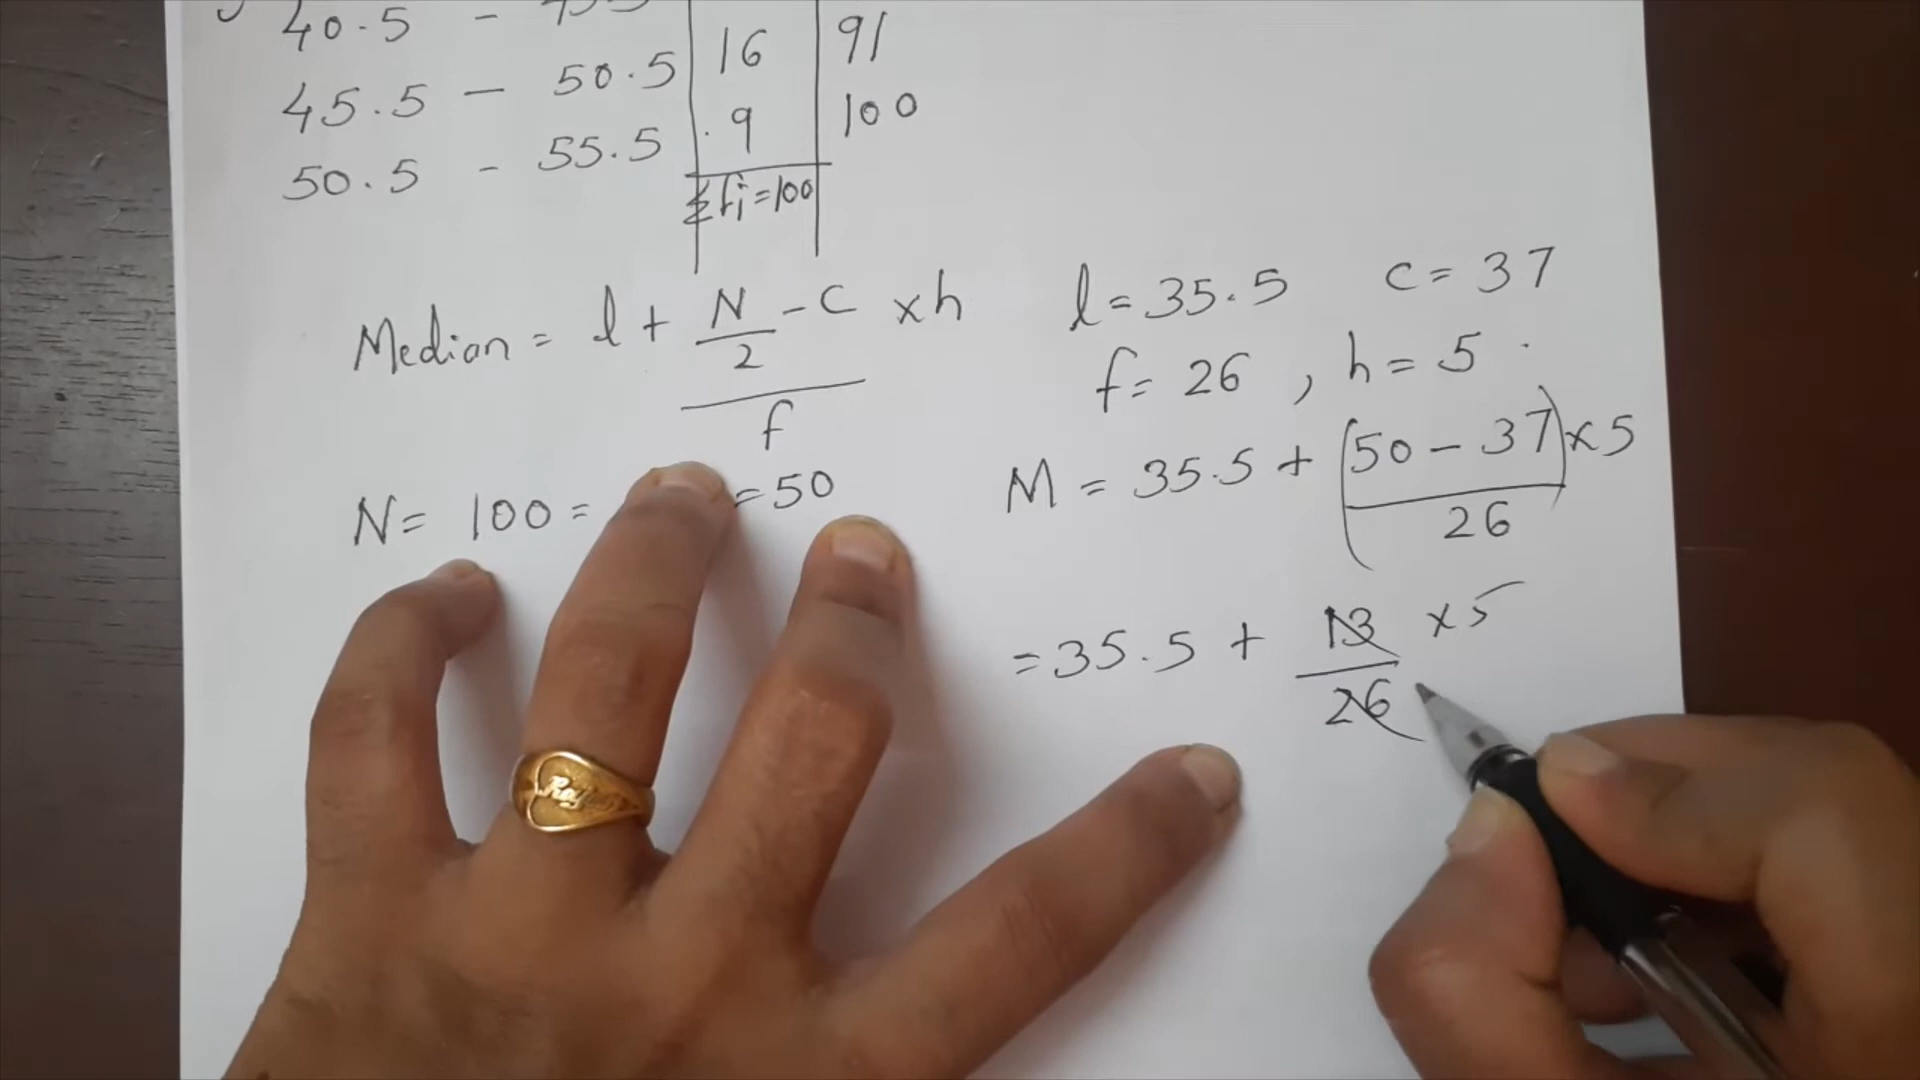 40.5 -
45.5 — 50.5 16 91
50.5 - 55.5 9 100
Σfi=100
Median = l + N/2 - C / f × h
N = 100 = = 50
l = 35.5 c = 37
f = 26 , h = 5
M = 35.5 + (50 - 37 / 26) × 5
= 35.5 + 13/26 × 5